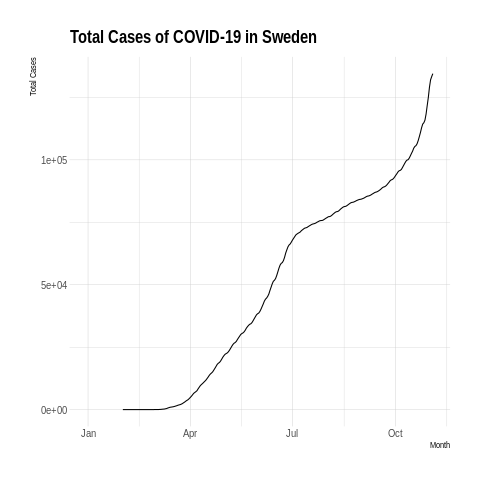 Total Cases of COVID-19 in Sweden
Total Cases
1e+05
5e+04
0e+00
Jan Apr Jul Oct
Month